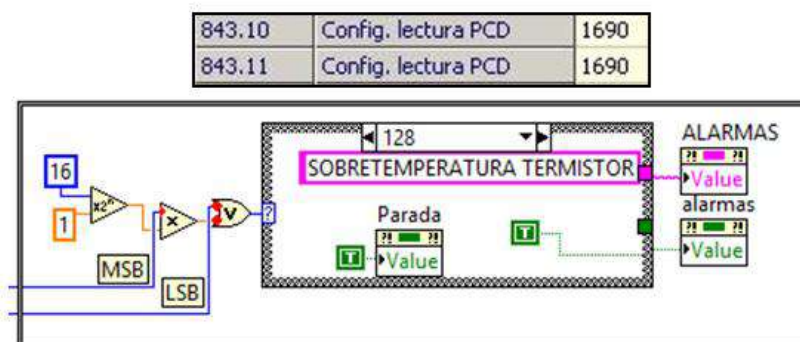 843.10 Config. lectura PCD 1690
843.11 Config. lectura PCD 1690
128
ALARMAS
SOBRETEMPERATURA TERMISTOR
16
?! ?!
Value
x2ⁿ
1
x
V
?
Parada
alarmas
?! ?!
?! ?!
T
Value
T
Value
MSB
LSB